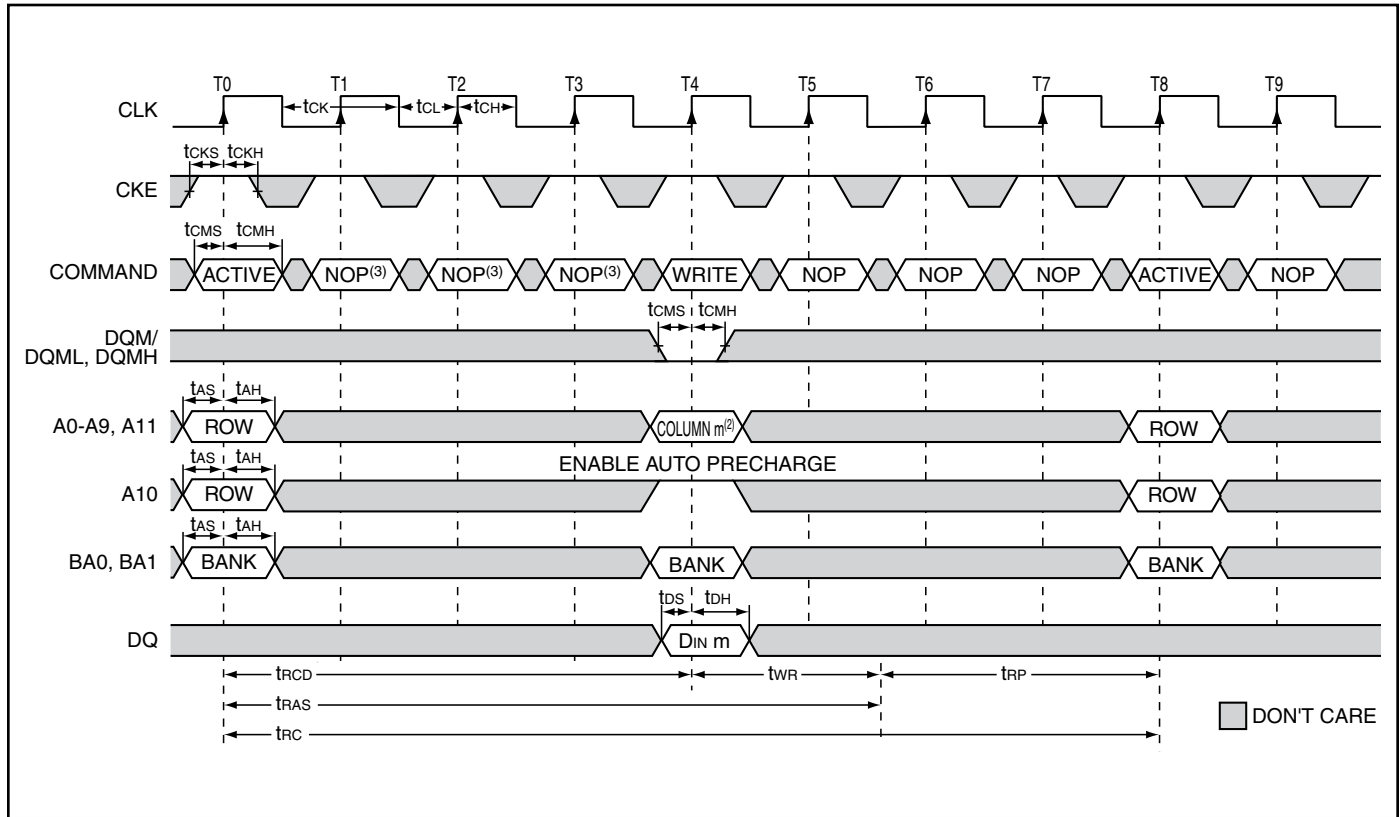 T0 T1 T2 T3 T4 T5 T6 T7 T8 T9
CLK tCK tCL tCH
tCKS tCKH
CKE
tCMS tCMH
COMMAND ACTIVE NOP(3) NOP(3) NOP(3) WRITE NOP NOP NOP ACTIVE NOP
tCMS tCMH
DQM/
DQML, DQMH
tAS tAH
A0-A9, A11 ROW COLUMN m(2) ROW
tAS tAH ENABLE AUTO PRECHARGE
A10 ROW ROW
tAS tAH
BA0, BA1 BANK BANK BANK
tDS tDH
DQ DIN m
tRCD tWR tRP
tRAS
DON'T CARE
tRC